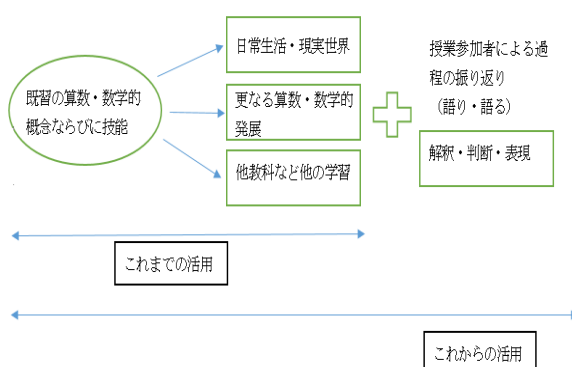 既習の算数・数学的
概念ならびに技能
日常生活・現実世界
更なる算数・数学的
発展
他教科など他の学習
授業参加者による過
程の振り返り
（語り・語る）
解釈・判断・表現
これまでの活用
これからの活用